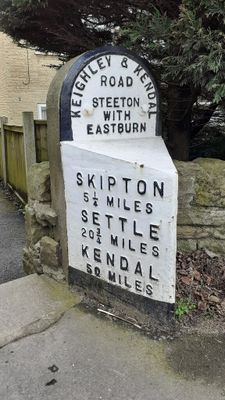 KEIGHLEY & KENDAL
ROAD
STEETON
WITH
EASTBURN
SKIPTON
5¼ MILES
SETTLE
20¾ MILES
KENDAL
50 MILES